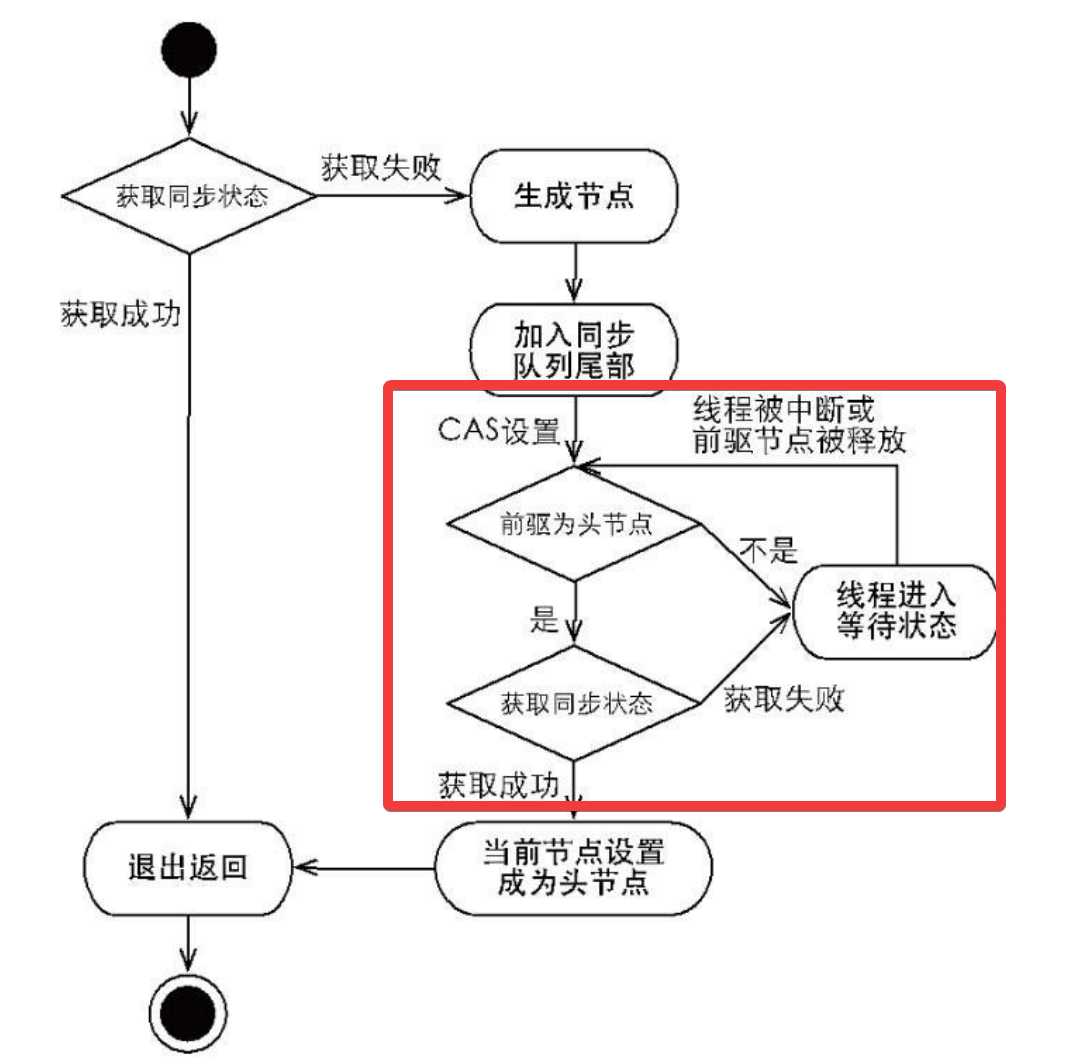 获取失败
获取同步状态
生成节点
获取成功
加入同步
队列尾部
CAS设置
线程被中断或
前驱节点被释放
前驱为头节点
不是
线程进入
等待状态
是
获取同步状态
获取失败
获取成功
退出返回
当前节点设置
成为头节点